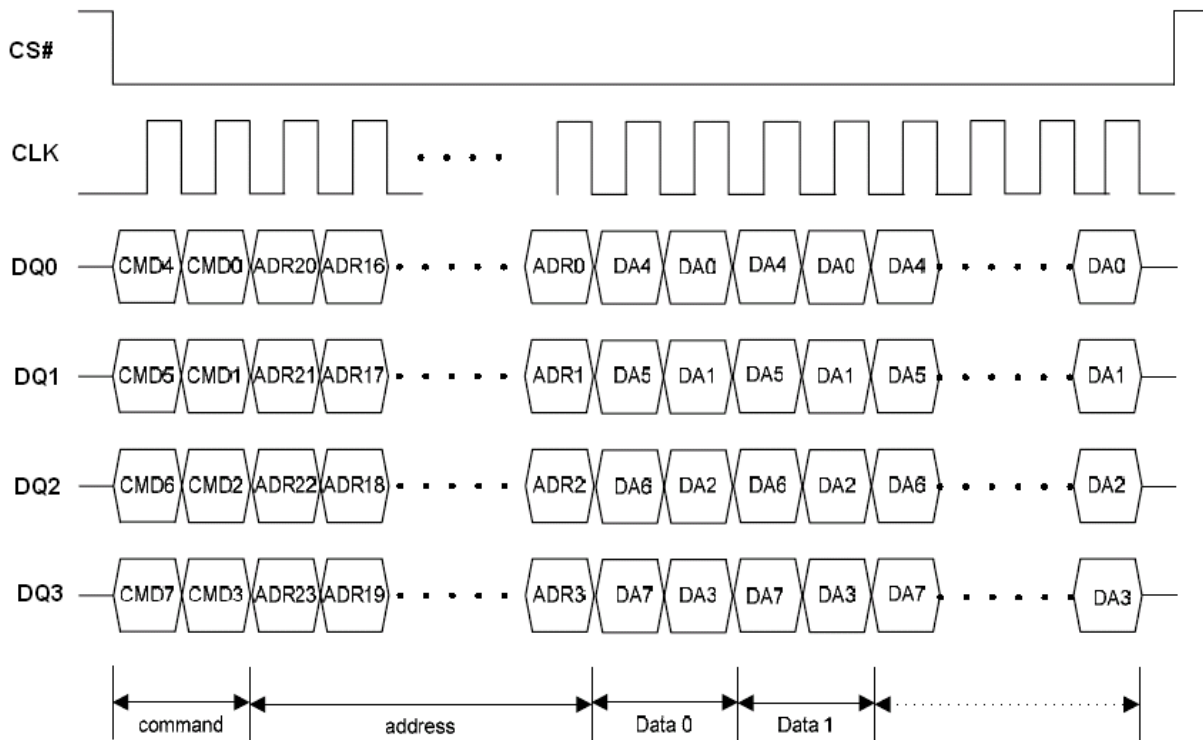 CS#
CLK
DQ0 CMD4 CMD0 ADR20 ADR16 ADR0 DA4 DA0 DA4 DA0 DA4 DA0
DQ1 CMD5 CMD1 ADR21 ADR17 ADR1 DA5 DA1 DA5 DA1 DA5 DA1
DQ2 CMD6 CMD2 ADR22 ADR18 ADR2 DA6 DA2 DA6 DA2 DA6 DA2
DQ3 CMD7 CMD3 ADR23 ADR19 ADR3 DA7 DA3 DA7 DA3 DA7 DA3
command address Data 0 Data 1